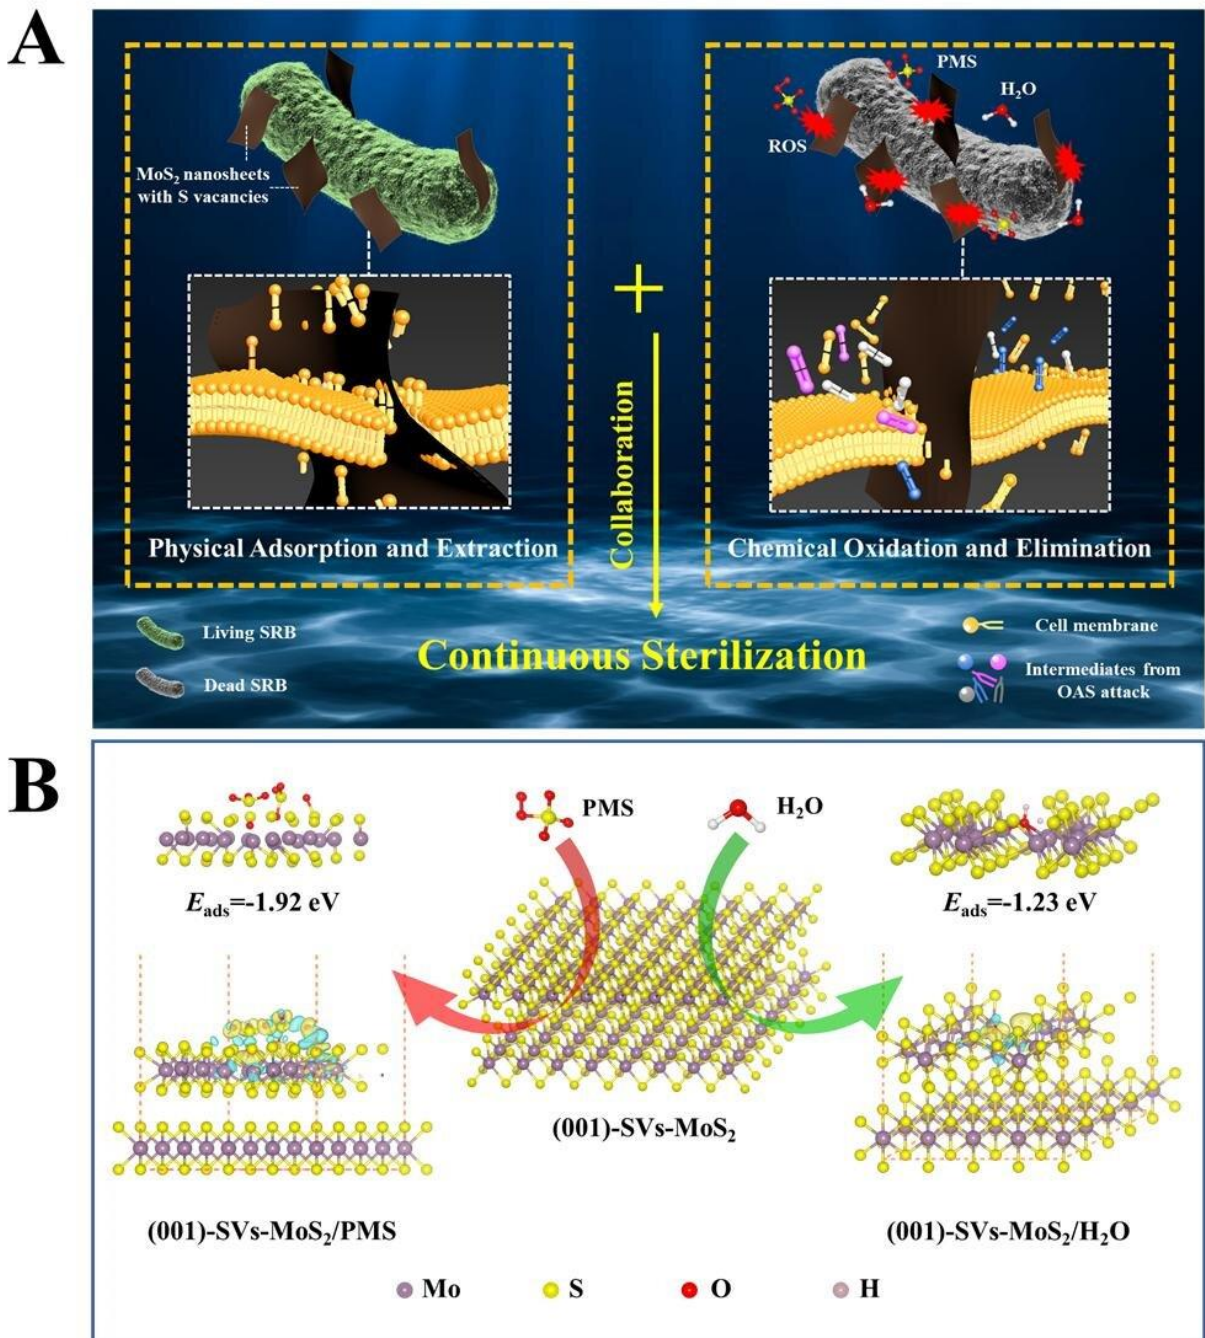 A
PMS
H₂O
ROS
MoS₂ nanosheets
with S vacancies
Collaboration
Physical Adsorption and Extraction
Chemical Oxidation and Elimination
Continuous Sterilization
Living SRB
Dead SRB
Cell membrane
Intermediates from
OAS attack
B
PMS
H₂O
Eads=-1.92 eV
Eads=-1.23 eV
(001)-SVs-MoS₂
(001)-SVs-MoS₂/PMS
(001)-SVs-MoS₂/H₂O
Mo S O H